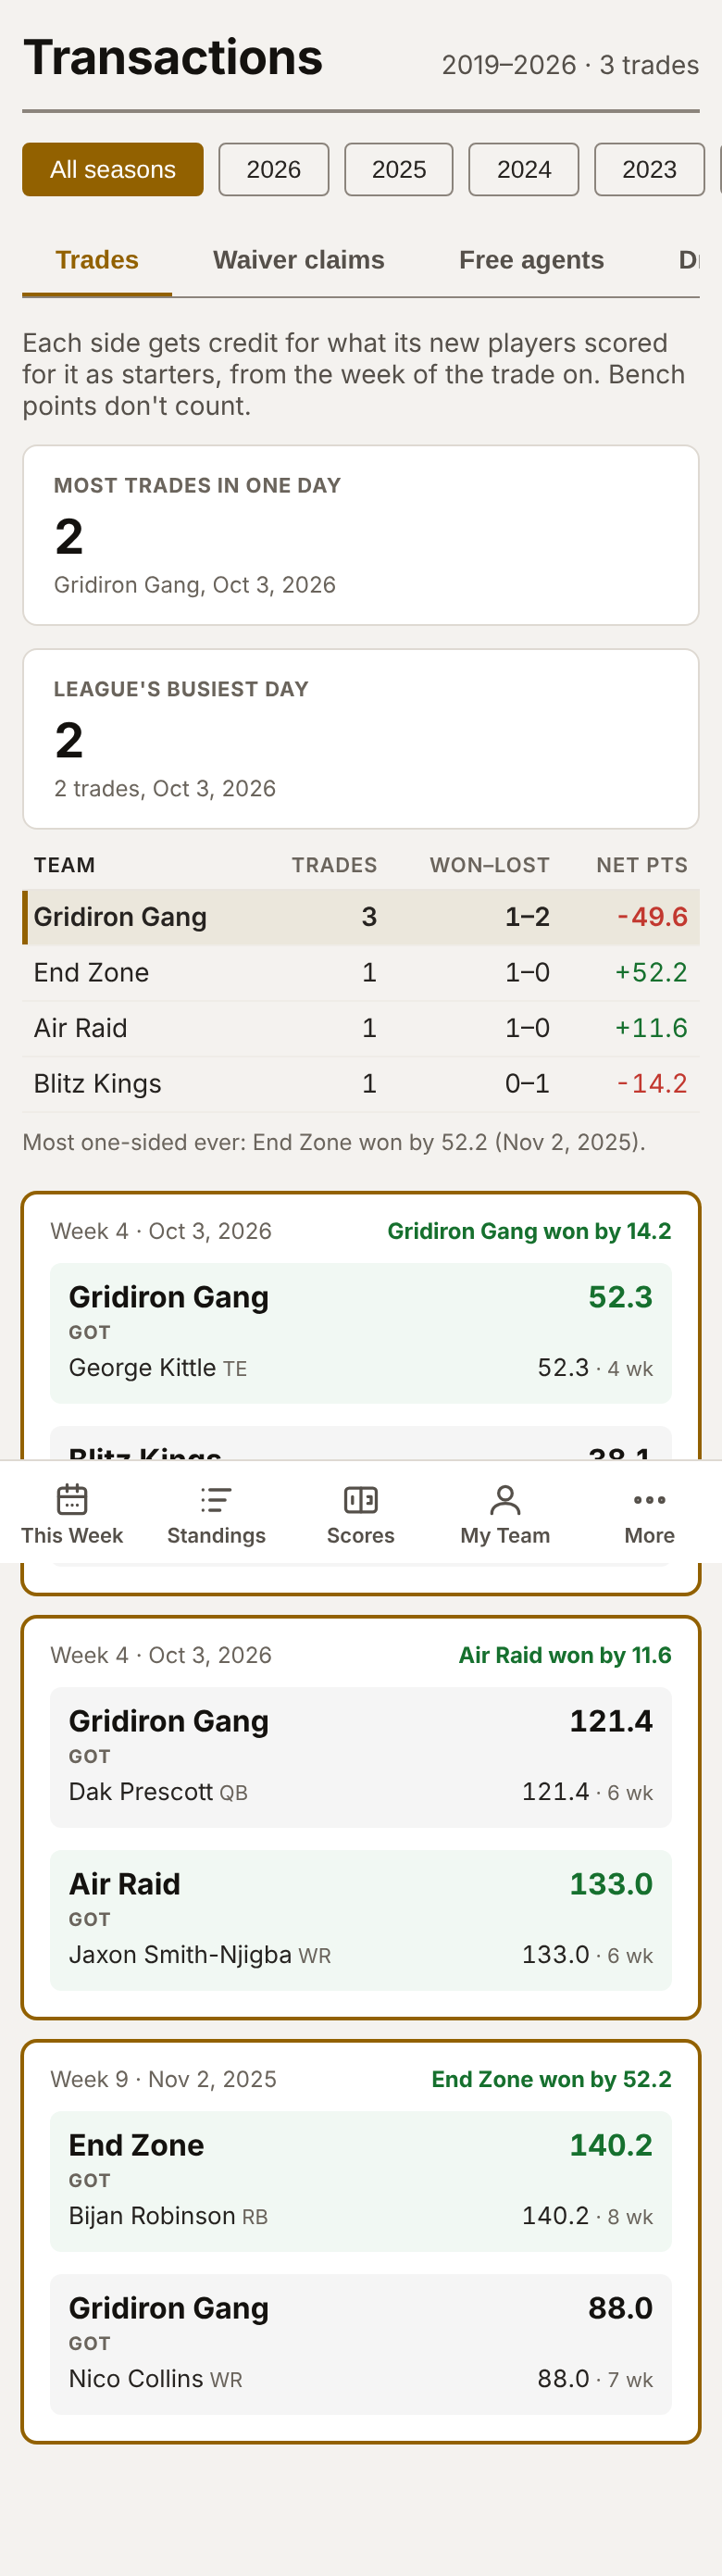 Transactions
2019–2026 · 3 trades
All seasons
2026
2025
2024
2023
Trades
Waiver claims
Free agents
Each side gets credit for what its new players scored
for it as starters, from the week of the trade on. Bench
points don't count.
MOST TRADES IN ONE DAY
2
Gridiron Gang, Oct 3, 2026
LEAGUE'S BUSIEST DAY
2
2 trades, Oct 3, 2026
TEAM TRADES WON–LOST NET PTS
Gridiron Gang 3 1–2 -49.6
End Zone 1 1–0 +52.2
Air Raid 1 1–0 +11.6
Blitz Kings 1 0–1 -14.2
Most one-sided ever: End Zone won by 52.2 (Nov 2, 2025).
Week 4 · Oct 3, 2026 Gridiron Gang won by 14.2
Gridiron Gang 52.3
GOT
George Kittle TE 52.3 · 4 wk
Blitz Kings 38.1
This Week
Standings
Scores
My Team
More
Week 4 · Oct 3, 2026 Air Raid won by 11.6
Gridiron Gang 121.4
GOT
Dak Prescott QB 121.4 · 6 wk
Air Raid 133.0
GOT
Jaxon Smith-Njigba WR 133.0 · 6 wk
Week 9 · Nov 2, 2025 End Zone won by 52.2
End Zone 140.2
GOT
Bijan Robinson RB 140.2 · 8 wk
Gridiron Gang 88.0
GOT
Nico Collins WR 88.0 · 7 wk